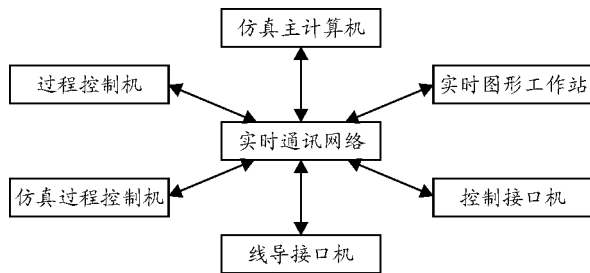 仿真主计算机
过程控制机
实时图形工作站
实时通讯网络
仿真过程控制机
控制接口机
线导接口机